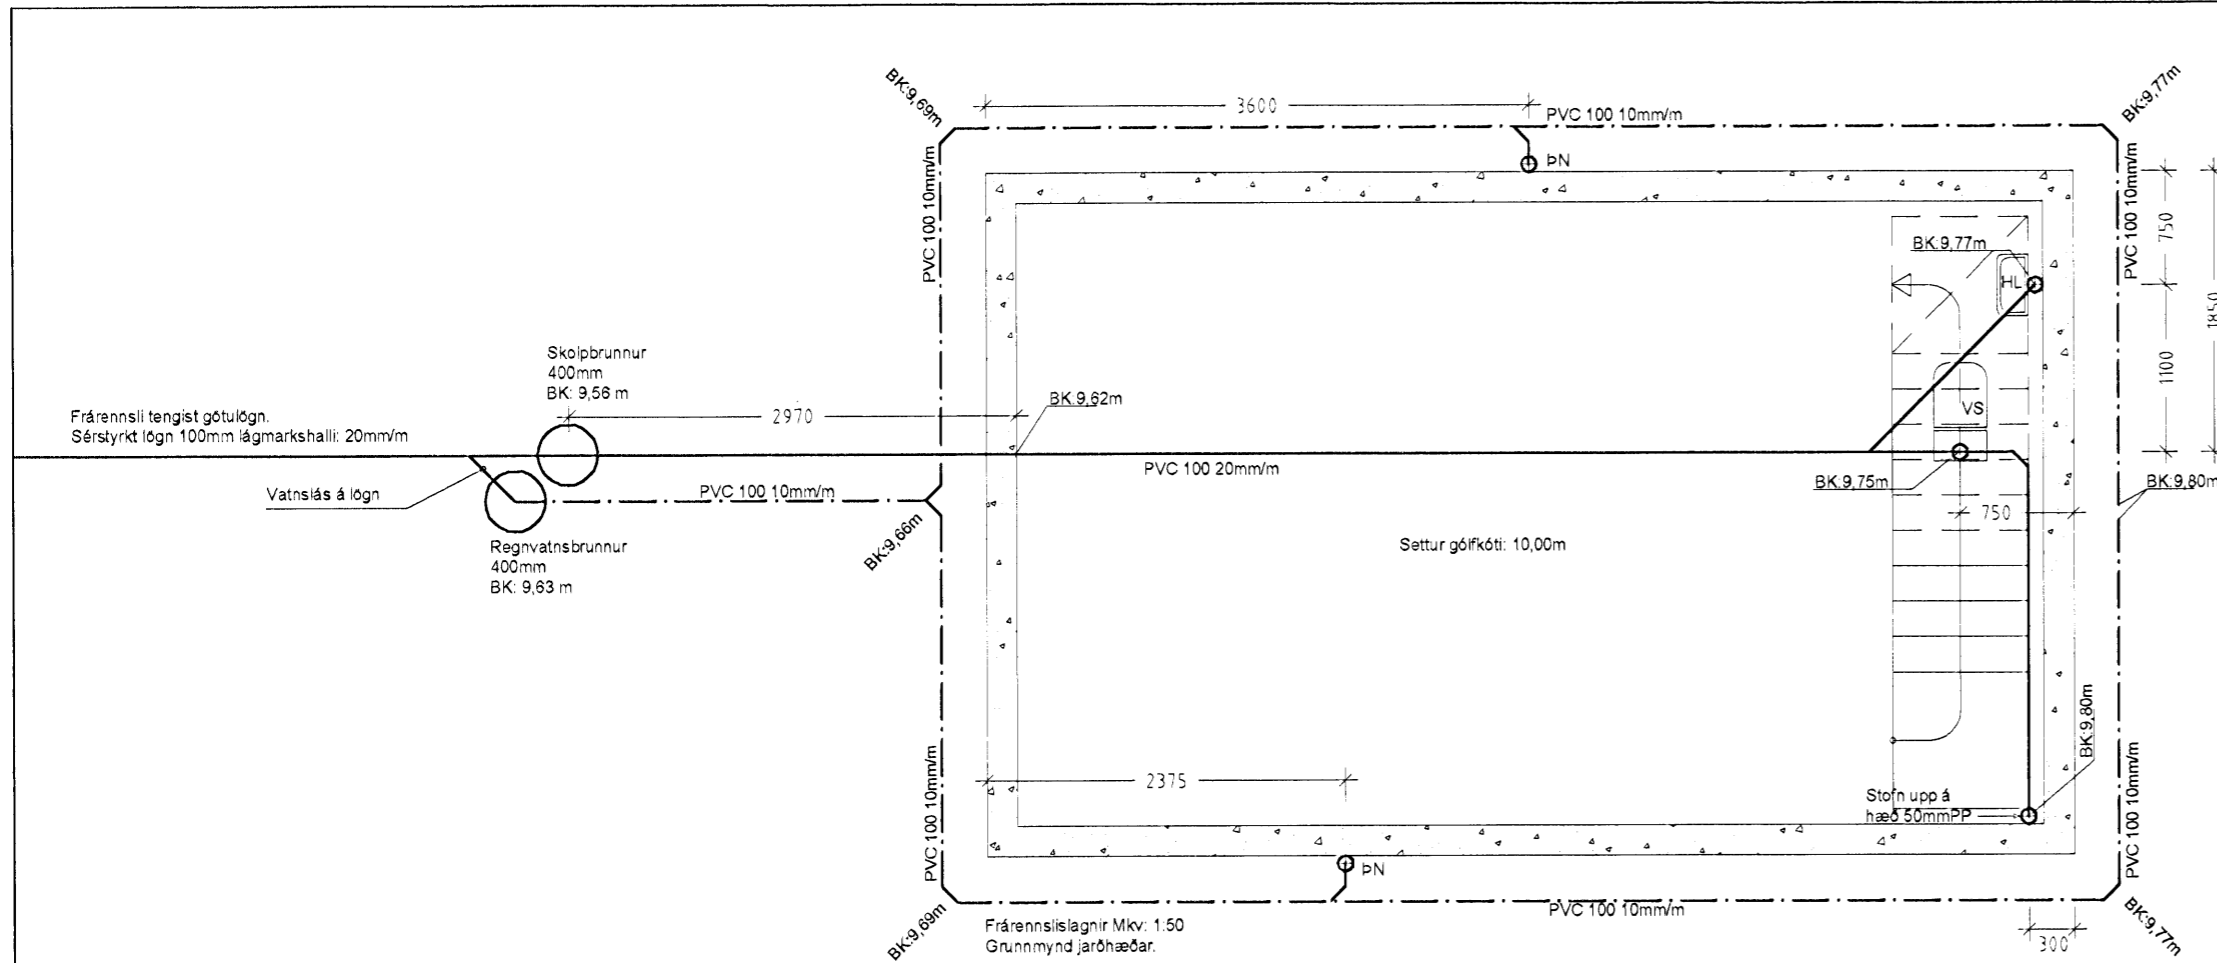 BK:9,69m
3600
PVC 100 10mm/m
BK:9,77m
ÞN
PVC 100 10mm/m
PVC 100 10mm/m
750
1850
BK:9,77m
HL
Skolpbrunnur
400mm
BK: 9,56 m
1100
BK:9,62m
VS
2970
Frárennsli tengist götulögn.
Sérstyrkt lögn 100mm lágmarkshalli: 20mm/m
PVC 100 20mm/m
Vatnslás á lögn
PVC 100 10mm/m
BK:9,75m
BK:9,80m
750
BK:9,66m
Regnvatnsbrunnur
400mm
BK: 9,63 m
Settur gólfkóti: 10,00m
BK:9,80m
2375
Stofn upp á
hæð 50mmPP
PVC 100 10mm/m
PVC 100 10mm/m
ÞN
PVC 100 10mm/m
BK:9,69m
Frárennslislagnir Mkv: 1:50
Grunnmynd jarðhæðar.
300
BK:9,77m